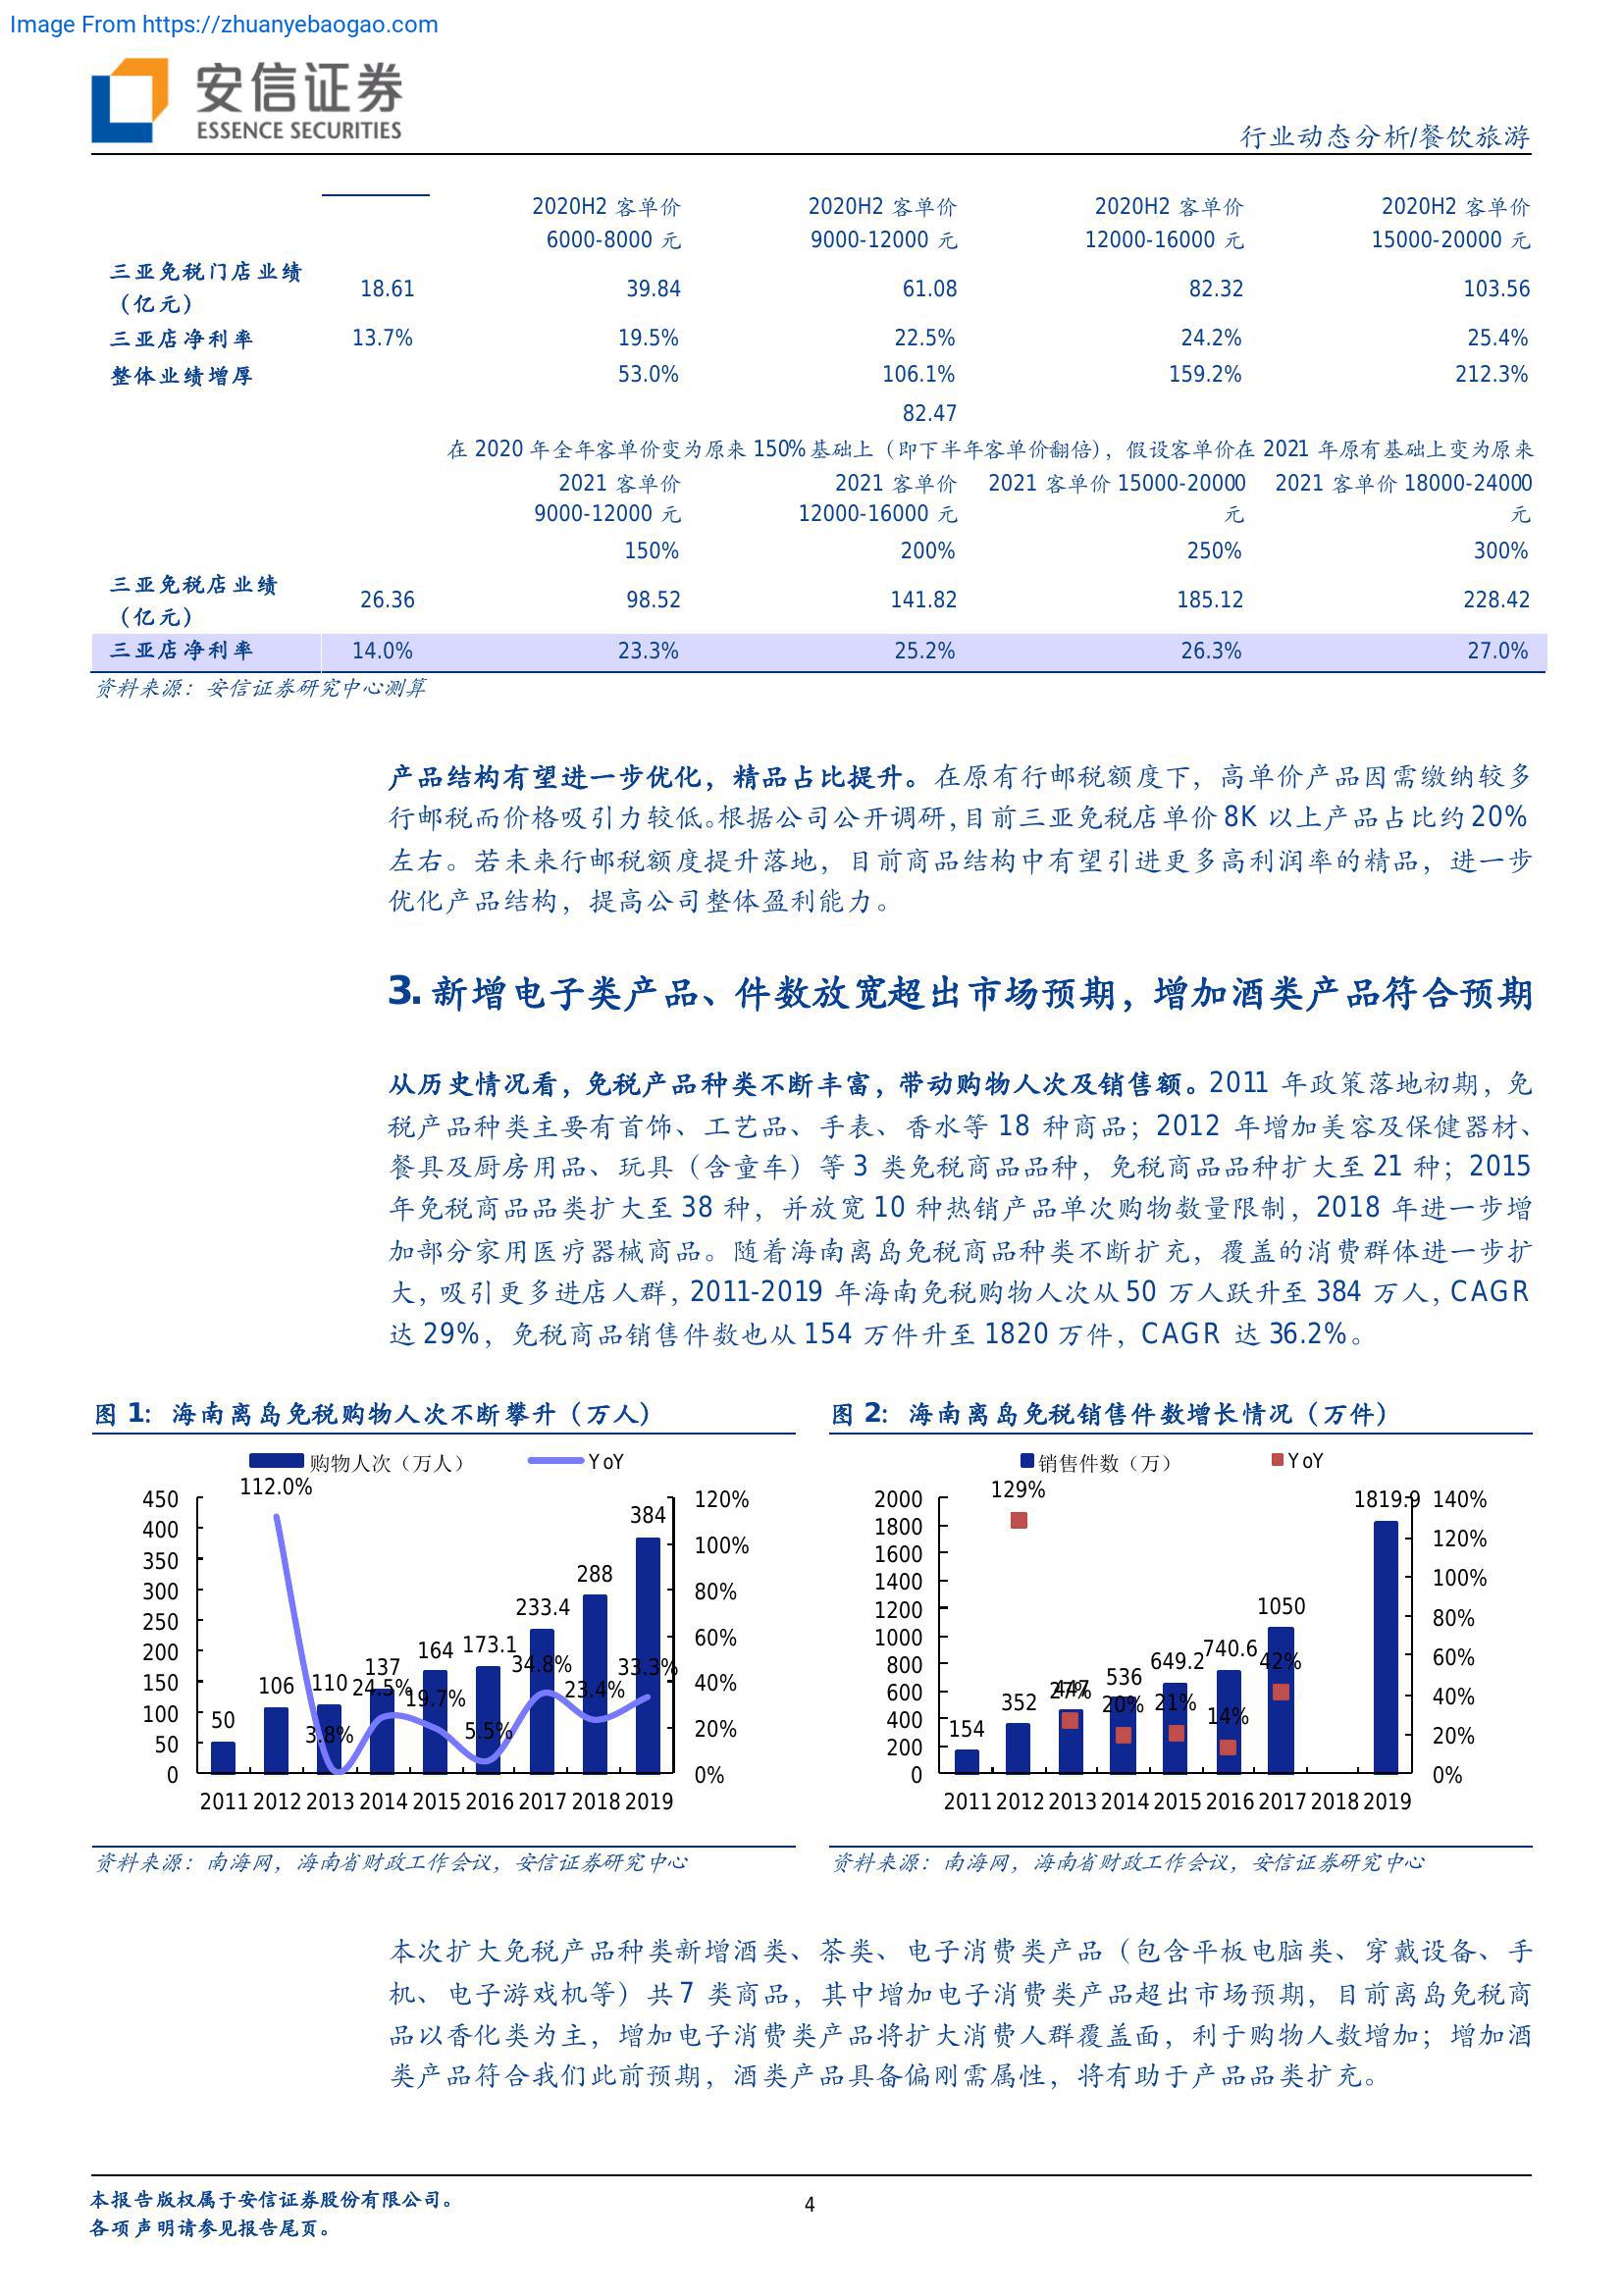 Image From https://zhuanyebaogao.com
安信证券
ESSENCE SECURITIES
行业动态分析/餐饮旅游
2020H2 客单价 2020H2 客单价 2020H2 客单价 2020H2 客单价
6000-8000 元 9000-12000 元 12000-16000 元 15000-20000 元
三亚免税门店业绩
（亿元） 18.61 39.84 61.08 82.32 103.56
三亚店净利率 13.7% 19.5% 22.5% 24.2% 25.4%
整体业绩增厚 53.0% 106.1% 159.2% 212.3%
82.47
在 2020 年全年客单价变为原来 150%基础上（即下半年客单价翻倍），假设客单价在 2021 年原有基础上变为原来
2021 客单价 2021 客单价 2021 客单价 15000-20000 2021 客单价 18000-24000
9000-12000 元 12000-16000 元 元 元
150% 200% 250% 300%
三亚免税店业绩
（亿元） 26.36 98.52 141.82 185.12 228.42
三亚店净利率 14.0% 23.3% 25.2% 26.3% 27.0%
资料来源：安信证券研究中心测算
产品结构有望进一步优化，精品占比提升。在原有行邮税额度下，高单价产品因需缴纳较多
行邮税而价格吸引力较低。根据公司公开调研，目前三亚免税店单价 8K 以上产品占比约 20%
左右。若未来行邮税额度提升落地，目前商品结构中有望引进更多高利润率的精品，进一步
优化产品结构，提高公司整体盈利能力。
3. 新增电子类产品、件数放宽超出市场预期，增加酒类产品符合预期
从历史情况看，免税产品种类不断丰富，带动购物人次及销售额。2011 年政策落地初期，免
税产品种类主要有首饰、工艺品、手表、香水等 18 种商品；2012 年增加美容及保健器材、
餐具及厨房用品、玩具（含童车）等 3 类免税商品品种，免税商品品种扩大至 21 种；2015
年免税商品品类扩大至 38 种，并放宽 10 种热销产品单次购物数量限制，2018 年进一步增
加部分家用医疗器械商品。随着海南离岛免税商品种类不断扩充，覆盖的消费群体进一步扩
大，吸引更多进店人群，2011-2019 年海南免税购物人次从 50 万人跃升至 384 万人，CAGR
达 29%，免税商品销售件数也从 154 万件升至 1820 万件，CAGR 达 36.2%。
图 1：海南离岛免税购物人次不断攀升（万人）
购物人次（万人） YoY
450 400 350 300 250 200 150 100 50 0
50 106 110 137 164 173.1 233.4 288 384
112.0% 3.8% 24.5% 19.7% 5.5% 34.8% 23.4% 33.3%
120% 100% 80% 60% 40% 20% 0%
2011 2012 2013 2014 2015 2016 2017 2018 2019
资料来源：南海网，海南省财政工作会议，安信证券研究中心
图 2：海南离岛免税销售件数增长情况（万件）
销售件数（万） YoY
2000 1800 1600 1400 1200 1000 800 600 400 200 0
154 352 447 536 649.2 740.6 1050 1819.9
129% 27% 20% 21% 14% 42%
140% 120% 100% 80% 60% 40% 20% 0%
2011 2012 2013 2014 2015 2016 2017 2018 2019
资料来源：南海网，海南省财政工作会议，安信证券研究中心
本次扩大免税产品种类新增酒类、茶类、电子消费类产品（包含平板电脑类、穿戴设备、手
机、电子游戏机等）共 7 类商品，其中增加电子消费类产品超出市场预期，目前离岛免税商
品以香化类为主，增加电子消费类产品将扩大消费人群覆盖面，利于购物人数增加；增加酒
类产品符合我们此前预期，酒类产品具备偏刚需属性，将有助于产品品类扩充。
本报告版权属于安信证券股份有限公司。
各项声明请参见报告尾页。
4